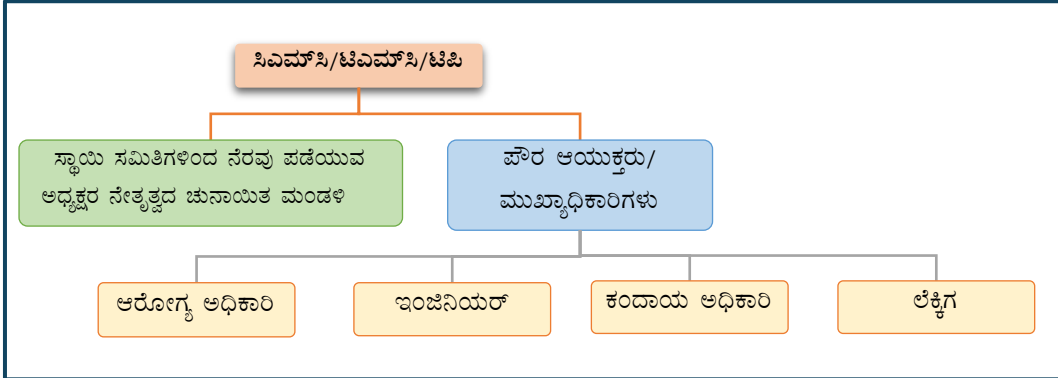 ಸಿಎಮ್‌ಸಿ/ಟಿಎಮ್‌ಸಿ/ಟಿಪಿ
ಸ್ಥಾಯಿ ಸಮಿತಿಗಳಿಂದ ನೆರವು ಪಡೆಯುವ
ಅಧ್ಯಕ್ಷರ ನೇತೃತ್ವದ ಚುನಾಯಿತ ಮಂಡಳಿ
ಪೌರ ಆಯುಕ್ತರು/
ಮುಖ್ಯಾಧಿಕಾರಿಗಳು
ಆರೋಗ್ಯ ಅಧಿಕಾರಿ
ಇಂಜಿನಿಯರ್
ಕಂದಾಯ ಅಧಿಕಾರಿ
ಲೆಕ್ಕಿಗ